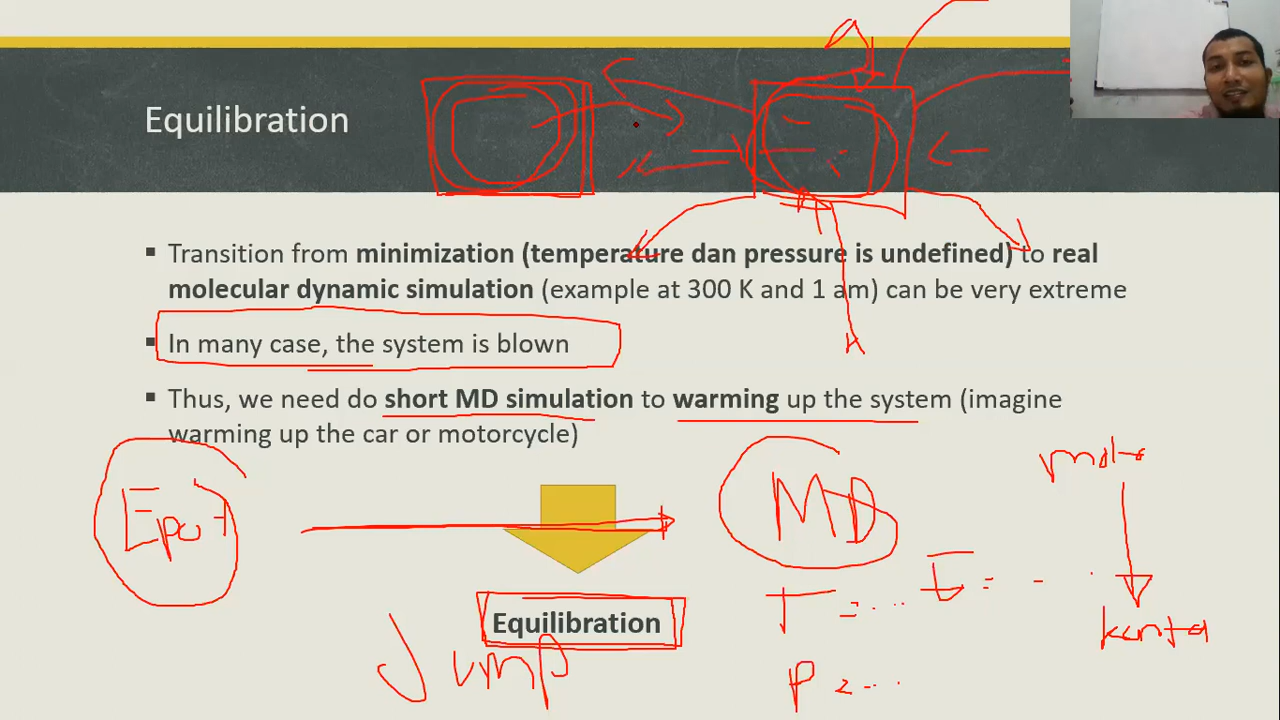 Equilibration
▪ Transition from minimization (temperature dan pressure is undefined) to real
molecular dynamic simulation (example at 300 K and 1 am) can be very extreme
▪ In many case, the system is blown
▪ Thus, we need do short MD simulation to warming up the system (imagine
warming up the car or motorcycle)
Epot
MD
T = ...
E = - .
Equilibration
Jump
P = ...